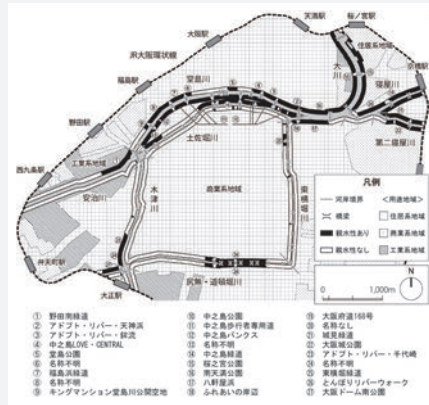 天満駅
桜ノ宮駅
大阪駅
住居系地域
JR大阪環状線
大川
京橋駅
福島駅
堂島川
寝屋川
野田駅
土佐堀川
第二寝屋川
西九条駅
工業系地域
安治川
木津川
商業系地域
東横堀川
弁天町駅
大正駅
尻無・道頓堀川
凡例
河岸境界
<用途地域>
橋梁
住居系地域
親水性あり
商業系地域
親水性なし
工業系地域
N
0 1,000m
① 野田南緑道
② アドプト・リバー・天神浜
③ アドプト・リバー・鉾流
④ 中之島LOVE・CENTRAL
⑤ 堂島公園
⑥ 名称不明
⑦ 福島浜緑道
⑧ 名称不明
⑨ キングマンション堂島川公開空地
⑩ 中之島公園
⑪ 中之島歩行者専用道
⑫ 中之島バンクス
⑬ 名称不明
⑭ 中之島緑道
⑮ 桜之宮公園
⑯ 南天満公園
⑰ 八軒屋浜
⑱ ふれあいの岸辺
⑲ 大阪府道168号
⑳ 名称なし
㉑ 城見緑道
㉒ 大阪城公園
㉓ アドプト・リバー・千代崎
㉔ 名称不明
㉕ 東横堀緑道
㉖ とんぼりリバーウォーク
㉗ 大阪ドーム南公園